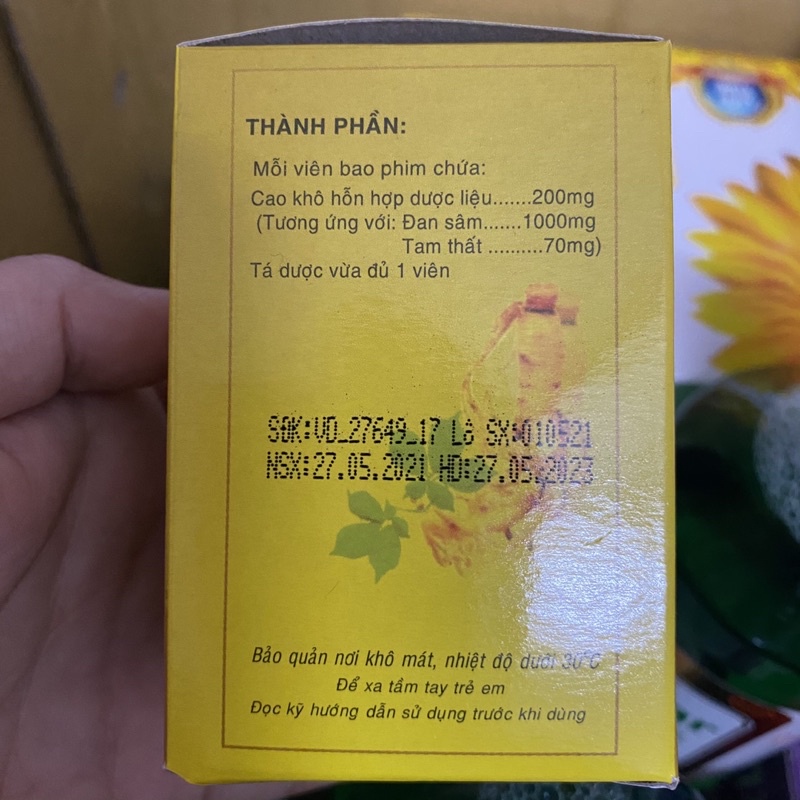 THÀNH PHẦN:
Mỗi viên bao phim chứa:
Cao khô hỗn hợp dược liệu.......200mg
(Tương ứng với: Đan sâm.......1000mg
Tam thất ..........70mg)
Tá dược vừa đủ 1 viên
SĐK:VD_27649_17 Lô SX:010521
NSX:27.05.2021 HD:27.05.2023
Bảo quản nơi khô mát, nhiệt độ dưới 30°C
Để xa tầm tay trẻ em
Đọc kỹ hướng dẫn sử dụng trước khi dùng